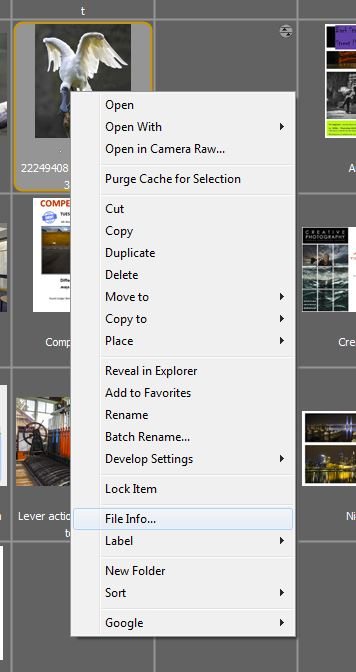 t
22249408
3
Open
Open With
Open in Camera Raw...
Purge Cache for Selection
Cut
Copy
Duplicate
Delete
Move to
Copy to
Place
Reveal in Explorer
Add to Favorites
Rename
Batch Rename...
Develop Settings
Lock Item
File Info...
Label
New Folder
Sort
Google
COMPE
TUES
Comp
Lever actio
t
A
CREATIVE
PHOTOGRAPHY
Cre
Ni